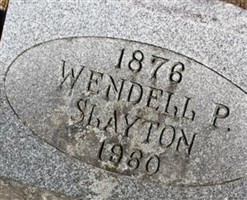 1876
WENDELL P.
SLAYTON
1960